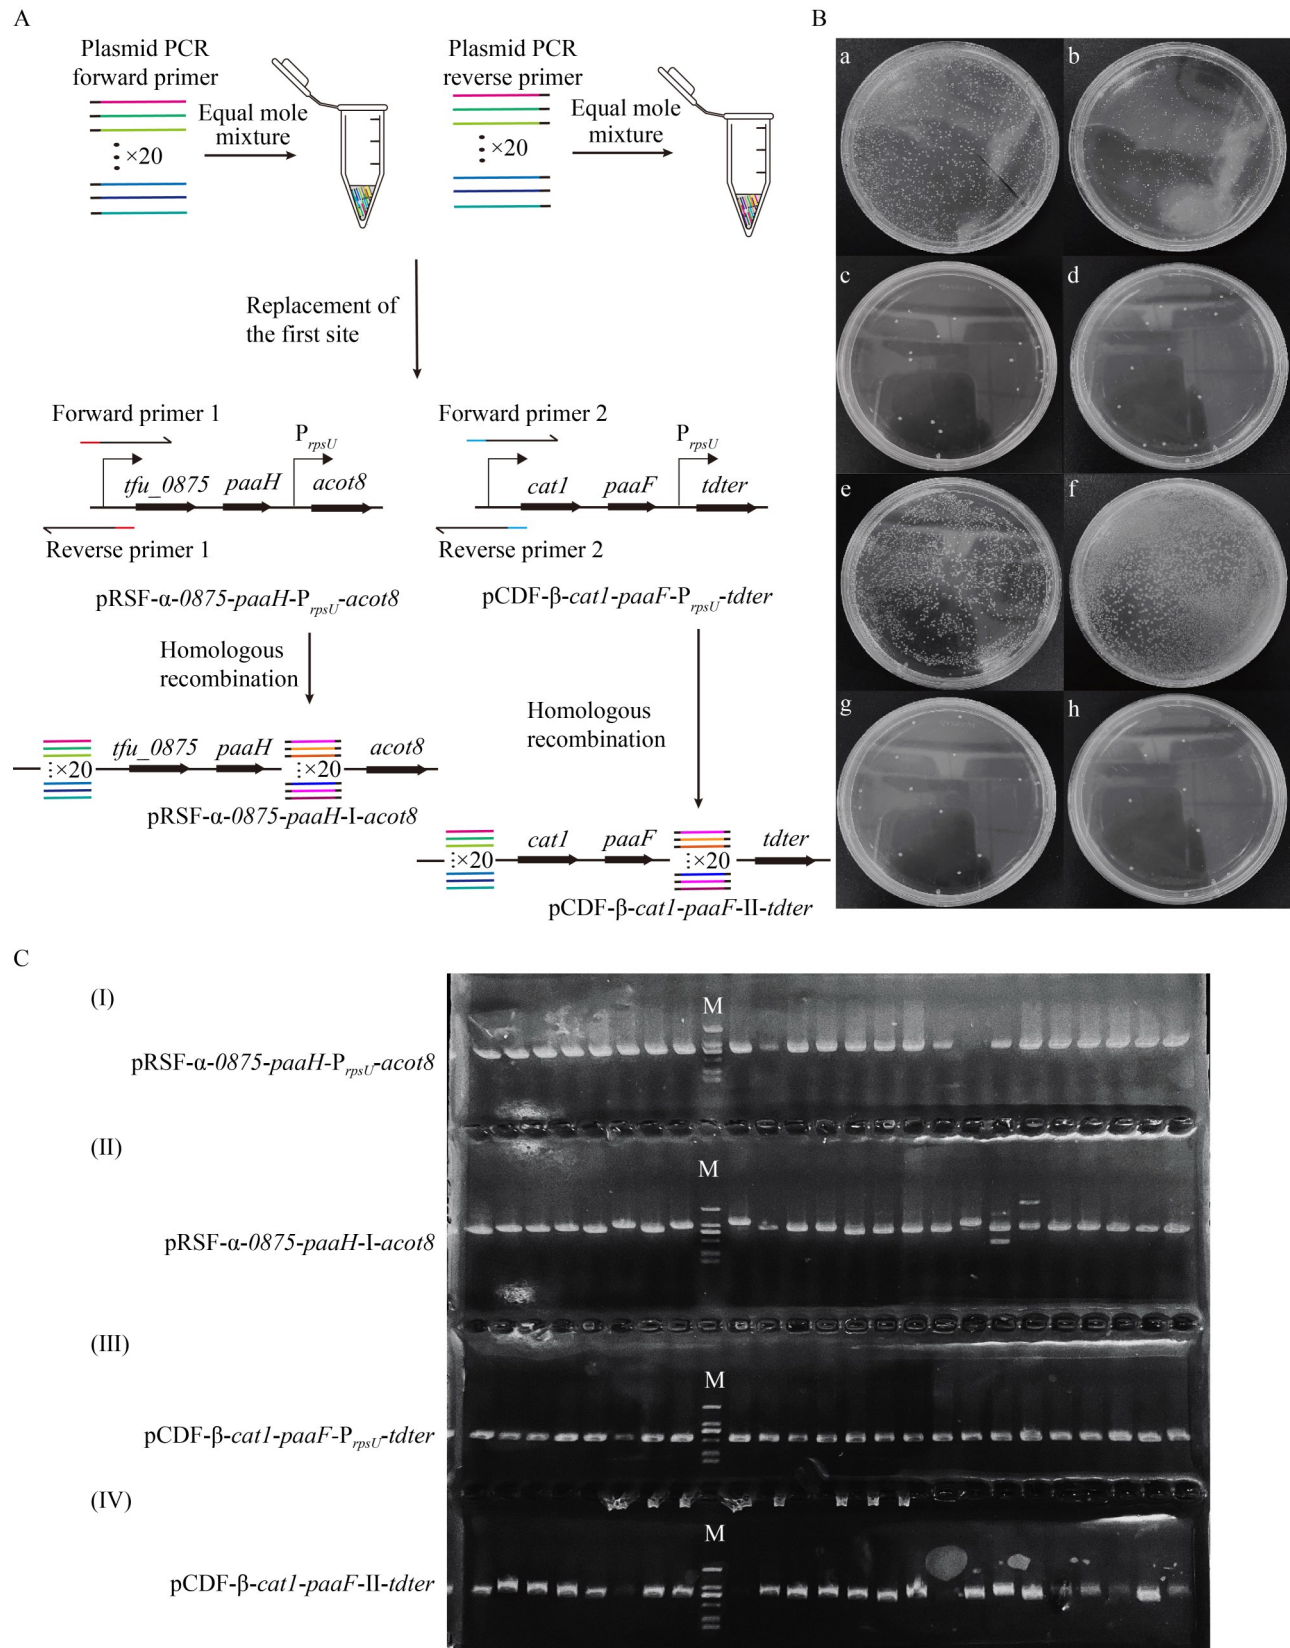 A
Plasmid PCR
forward primer
×20
Equal mole
mixture
Plasmid PCR
reverse primer
×20
Equal mole
mixture
Replacement of
the first site
Forward primer 1
PrpsU
tfu_0875
paaH
acot8
Reverse primer 1
pRSF-α-0875-paaH-PrpsU-acot8
Forward primer 2
PrpsU
cat1
paaF
tdter
Reverse primer 2
pCDF-β-cat1-paaF-PrpsU-tdter
Homologous
recombination
Homologous
recombination
×20
tfu_0875
paaH
×20
acot8
pRSF-α-0875-paaH-I-acot8
×20
cat1
paaF
×20
tdter
pCDF-β-cat1-paaF-II-tdter
B
a
b
c
d
e
f
g
h
C
(I)
M
pRSF-α-0875-paaH-PrpsU-acot8
(II)
M
pRSF-α-0875-paaH-I-acot8
(III)
M
pCDF-β-cat1-paaF-PrpsU-tdter
(IV)
M
pCDF-β-cat1-paaF-II-tdter